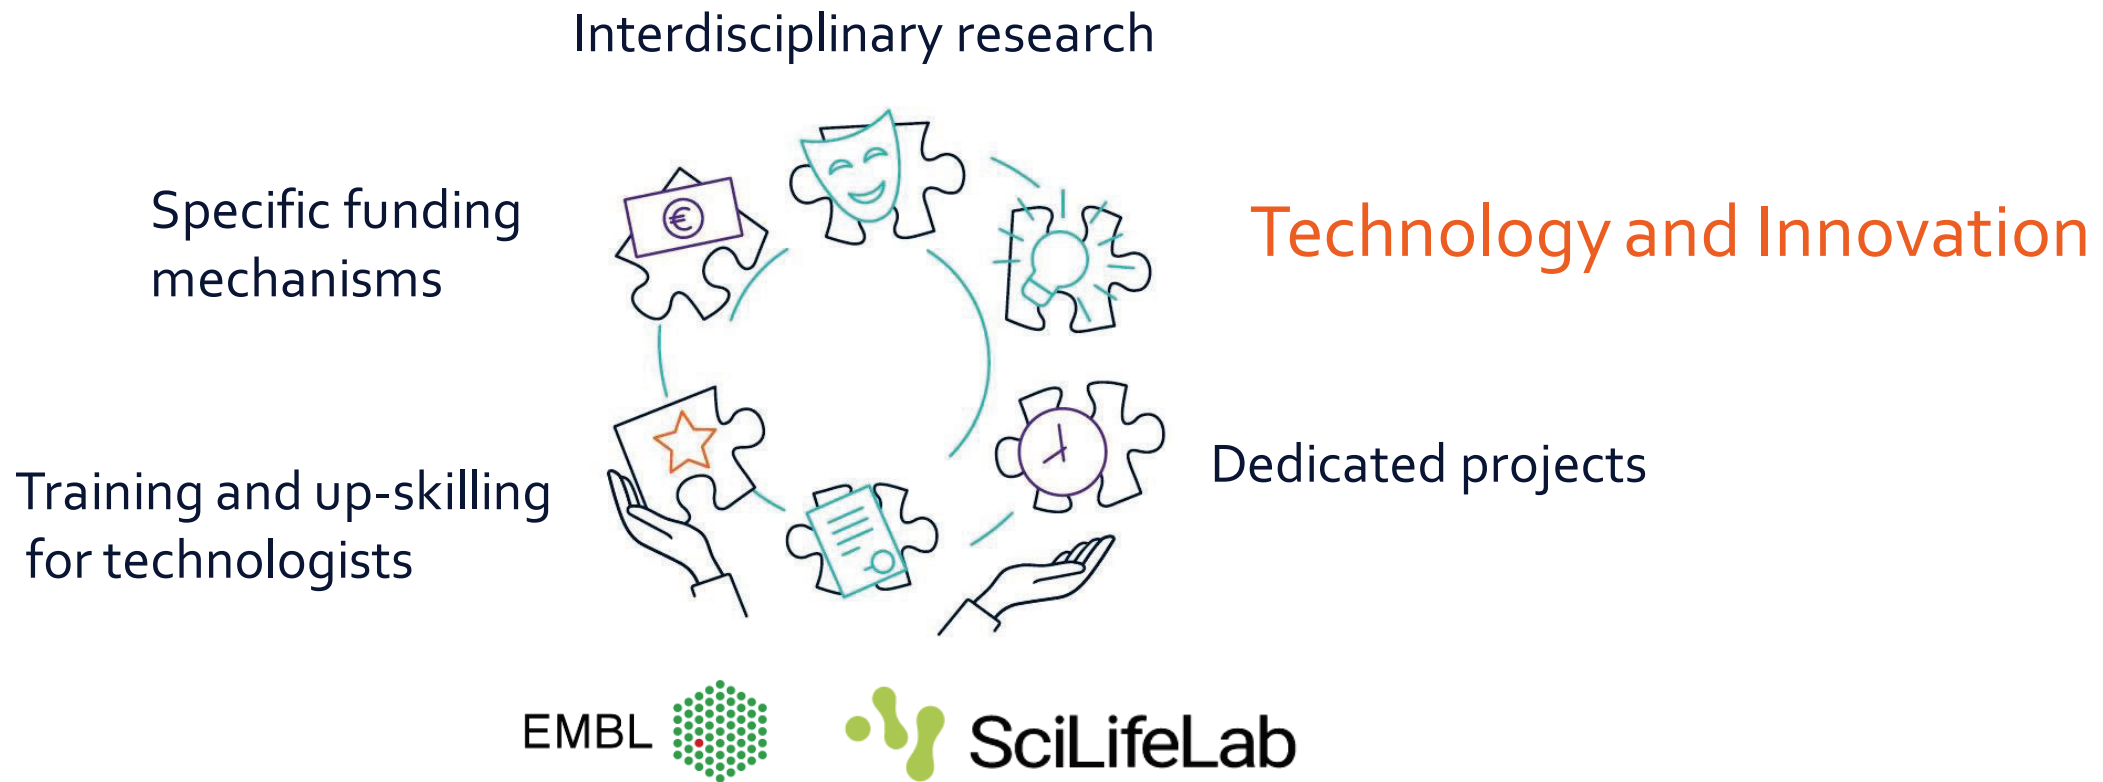 Interdisciplinary research
Specific funding
mechanisms
Technology and Innovation
€
Training and up-skilling
for technologists
Dedicated projects
EMBL
SciLifeLab